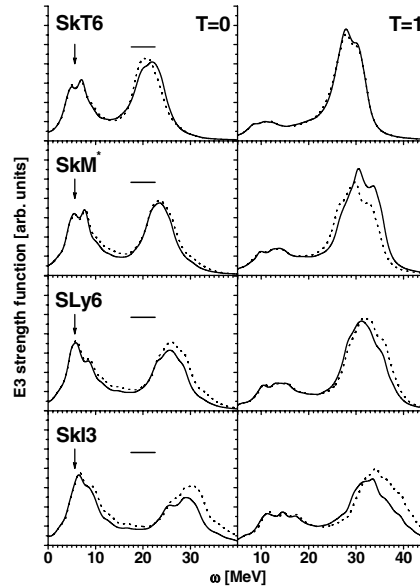 SkT6 T=0 T=1
SkM*
SLy6
SkI3
E3 strength function [arb. units]
0 10 20 30 10 20 30 40
ω [MeV]